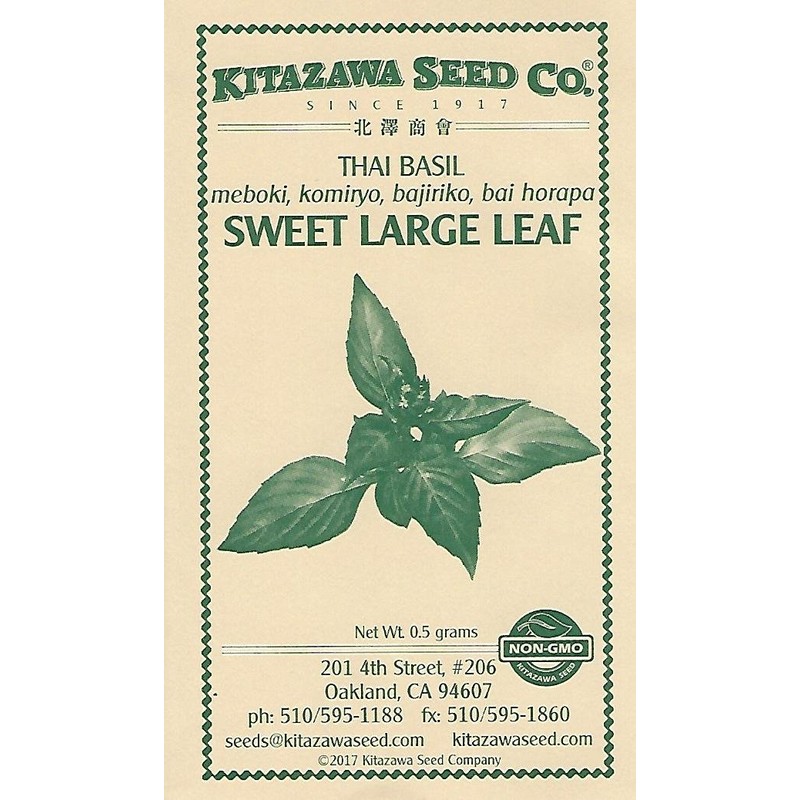 KITAZAWA SEED CO.®
SINCE 1917
北澤商會
THAI BASIL
meboki, komiryo, bajiriko, bai horapa
SWEET LARGE LEAF
Net Wt. 0.5 grams
NON-GMO
KITAZAWA SEED
201 4th Street, #206
Oakland, CA 94607
ph: 510/595-1188 fx: 510/595-1860
seeds@kitazawaseed.com kitazawaseed.com
©2017 Kitazawa Seed Company